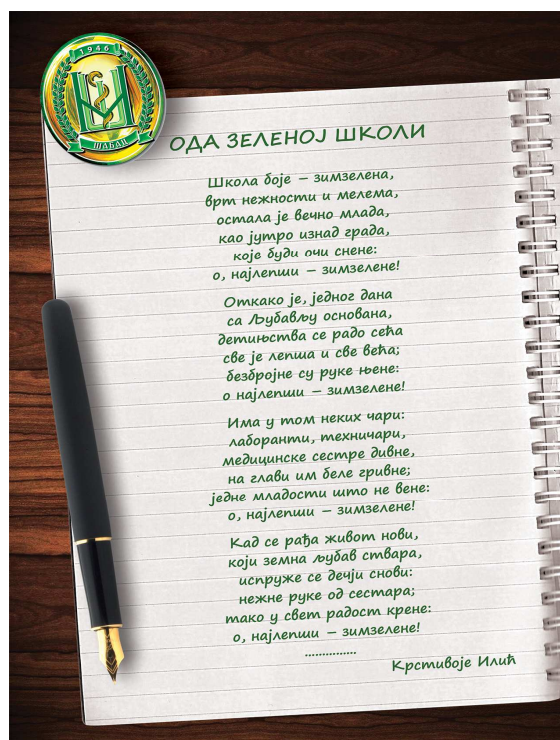 1946
ШАБАЦ
ОДА ЗЕЛЕНОЈ ШКОЛИ
Школа боје – зимзелена,
врт нежности и мелема,
остала је вечно млада,
као јутро изнад града,
које буди очи снене:
о, најлепши – зимзелене!
Откако је, једног дана
са Љубављу основана,
детињства се радо сећа
све је лепша и све већа;
безбројне су руке њене:
о најлепши – зимзелене!
Има у том неких чари:
лаборанти, техничари,
медицинске сестре дивне,
на глави им беле гривне;
једне младости што не вене:
о, најлепши – зимзелене!
Кад се рађа живот нови,
који земна љубав ствара,
испруже се дечји снови:
нежне руке од сестара;
тако у свет радост крене:
о, најлепши – зимзелене!
...............
Крстивоје Илић